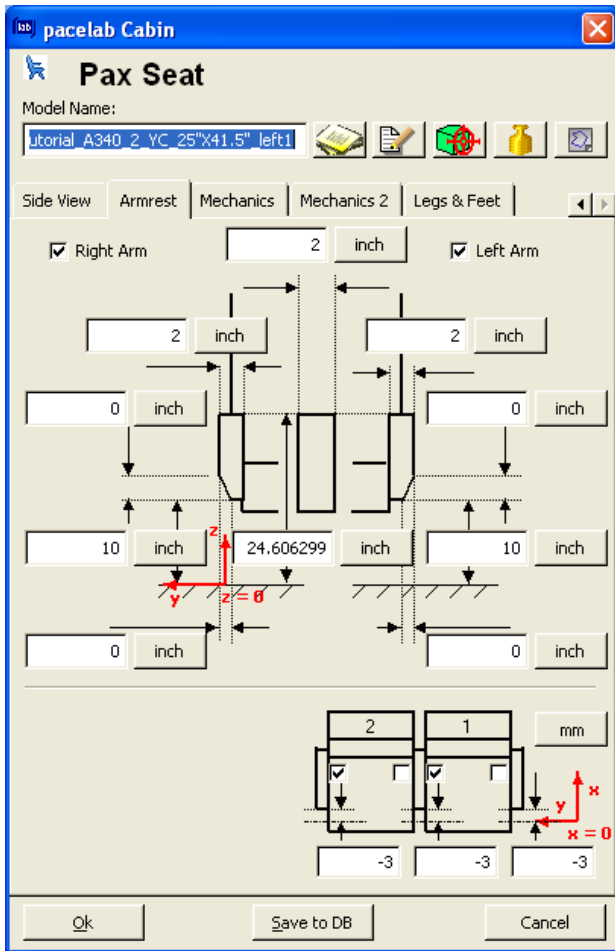 pacelab Cabin
Pax Seat
Model Name:
utorial_A340_2_YC_25"X41.5"_left1
Side View Armrest Mechanics Mechanics 2 Legs & Feet
Right Arm 2 inch Left Arm
2 inch 2 inch
0 inch 0 inch
10 inch z 24.606299 inch 10 inch
y z = 0
0 inch 0 inch
2 1 mm
x
y
x = 0
-3 -3 -3
Ok Save to DB Cancel